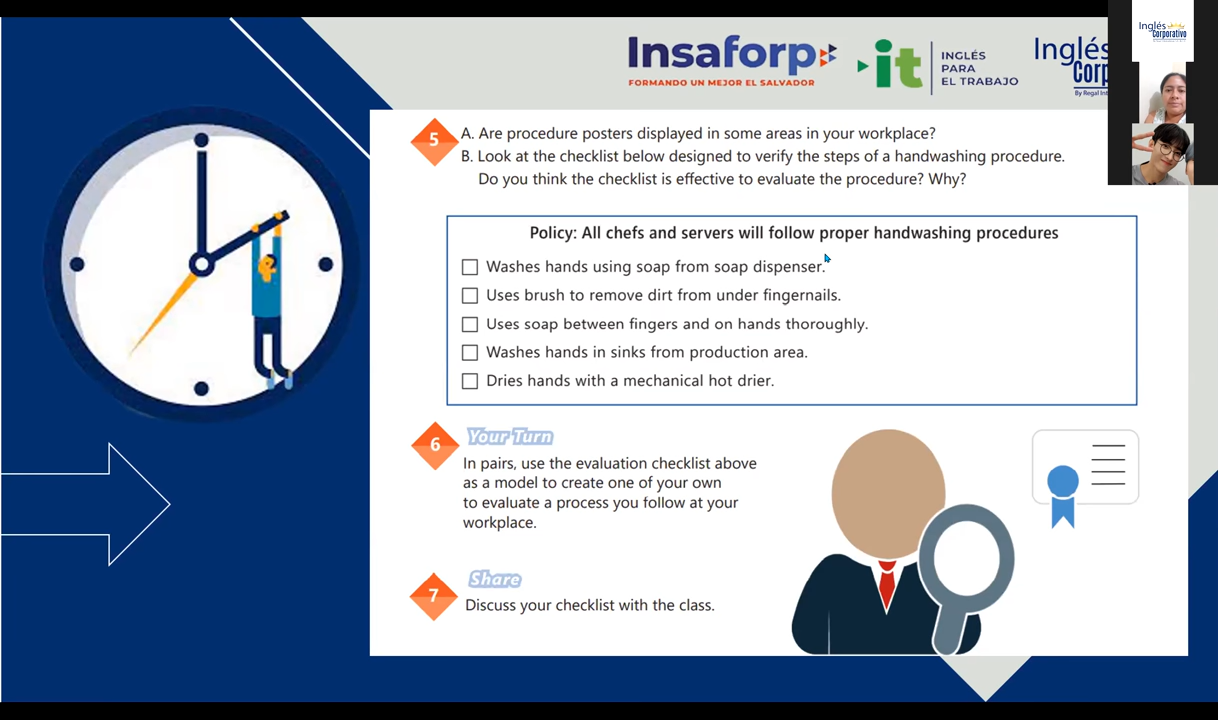 Insaforp
FORMANDO UN MEJOR EL SALVADOR
it
INGLÉS
PARA
EL TRABAJO
Inglés
Corp
By Regal Int
Inglés
Corporativo
5
A. Are procedure posters displayed in some areas in your workplace?
B. Look at the checklist below designed to verify the steps of a handwashing procedure.
Do you think the checklist is effective to evaluate the procedure? Why?
Policy: All chefs and servers will follow proper handwashing procedures
Washes hands using soap from soap dispenser.
Uses brush to remove dirt from under fingernails.
Uses soap between fingers and on hands thoroughly.
Washes hands in sinks from production area.
Dries hands with a mechanical hot drier.
6
Your Turn
In pairs, use the evaluation checklist above
as a model to create one of your own
to evaluate a process you follow at your
workplace.
7
Share
Discuss your checklist with the class.